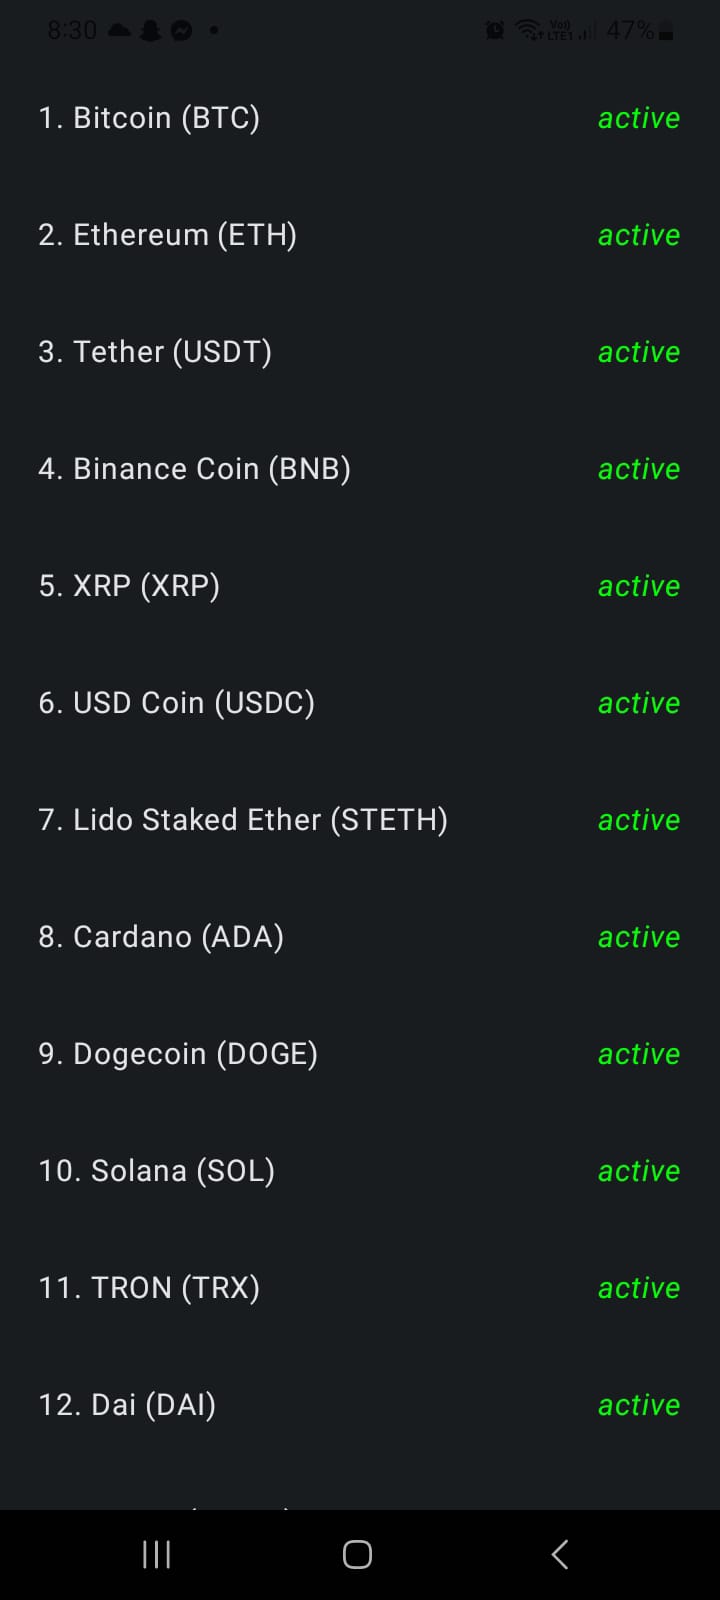 8:30 Vo)) LTE1 47%
1. Bitcoin (BTC) active
2. Ethereum (ETH) active
3. Tether (USDT) active
4. Binance Coin (BNB) active
5. XRP (XRP) active
6. USD Coin (USDC) active
7. Lido Staked Ether (STETH) active
8. Cardano (ADA) active
9. Dogecoin (DOGE) active
10. Solana (SOL) active
11. TRON (TRX) active
12. Dai (DAI) active